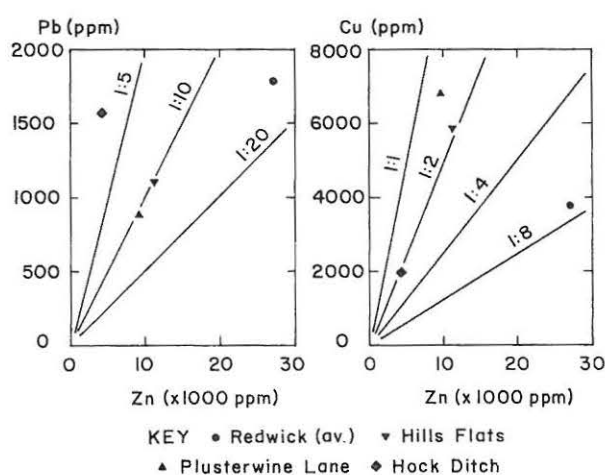 Pb (ppm)
2000
1500
1000
500
0
1:5
1:10
1:20
0 10 20 30
Zn (x1000 ppm)
Cu (ppm)
8000
6000
4000
2000
0
1:1
1:2
1:4
1:8
0 10 20 30
Zn (x1000 ppm)
KEY ● Redwick (av.) ▼ Hills Flats
▲ Plusterwine Lane ◆ Hock Ditch